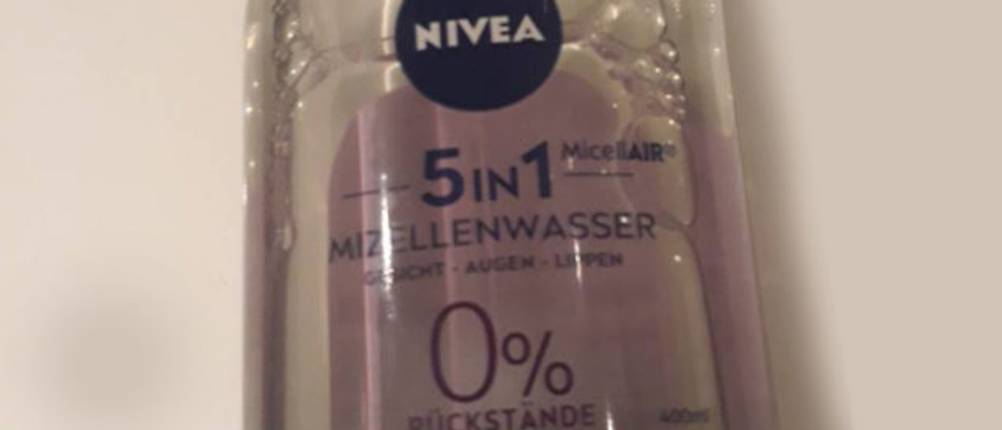 NIVEA
5IN1 MicellAIR®
MIZELLENWASSER
GESICHT - AUGEN - LIPPEN
0%
RÜCKSTÄNDE
400ml